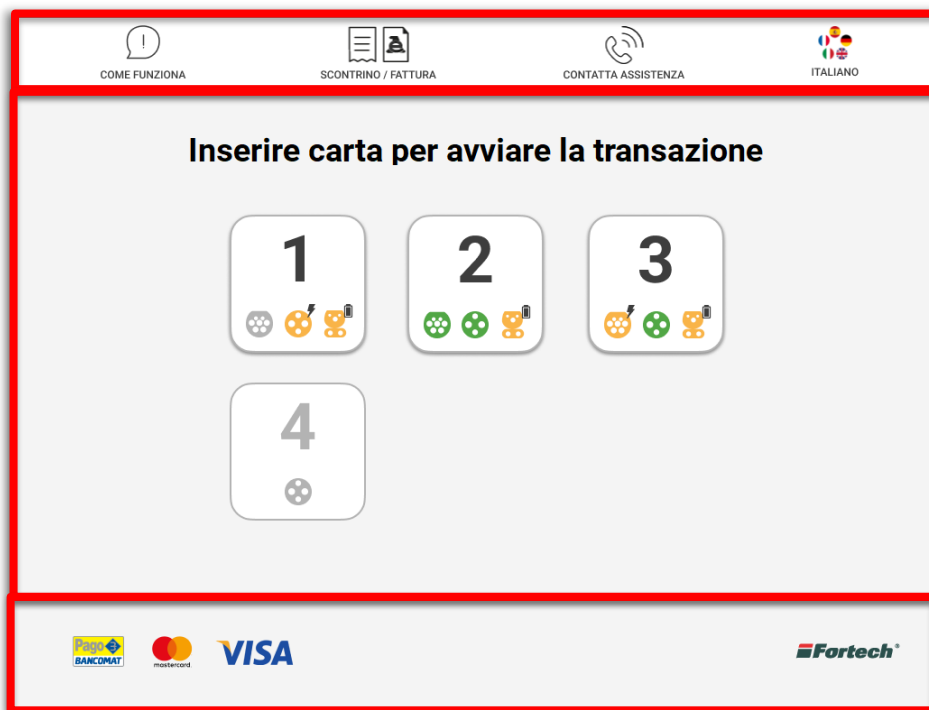 COME FUNZIONA
SCONTRINO / FATTURA
CONTATTA ASSISTENZA
ITALIANO
Inserire carta per avviare la transazione
1
2
3
4
Pago
BANCOMAT
mastercard
VISA
Fortech